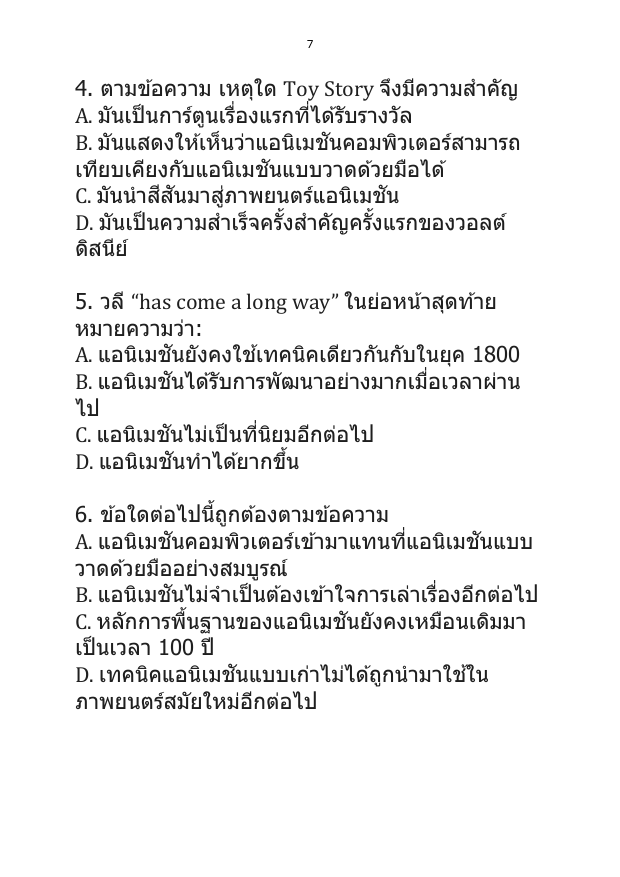 7
4. ตามข้อความ เหตุใด Toy Story จึงมีความสำคัญ
A. มันเป็นการ์ตูนเรื่องแรกที่ได้รับรางวัล
B. มันแสดงให้เห็นว่าแอนิเมชันคอมพิวเตอร์สามารถ
เทียบเคียงกับแอนิเมชันแบบวาดด้วยมือได้
C. มันนำสีสันมาสู่ภาพยนตร์แอนิเมชัน
D. มันเป็นความสำเร็จครั้งสำคัญครั้งแรกของวอลต์
ดิสนีย์
5. วลี “has come a long way” ในย่อหน้าสุดท้าย
หมายความว่า:
A. แอนิเมชันยังคงใช้เทคนิคเดียวกันกับในยุค 1800
B. แอนิเมชันได้รับการพัฒนาอย่างมากเมื่อเวลาผ่าน
ไป
C. แอนิเมชันไม่เป็นที่นิยมอีกต่อไป
D. แอนิเมชันทำได้ยากขึ้น
6. ข้อใดต่อไปนี้ถูกต้องตามข้อความ
A. แอนิเมชันคอมพิวเตอร์เข้ามาแทนที่แอนิเมชันแบบ
วาดด้วยมืออย่างสมบูรณ์
B. แอนิเมชันไม่จำเป็นต้องเข้าใจการเล่าเรื่องอีกต่อไป
C. หลักการพื้นฐานของแอนิเมชันยังคงเหมือนเดิมมา
เป็นเวลา 100 ปี
D. เทคนิคแอนิเมชันแบบเก่าไม่ได้ถูกนำมาใช้ใน
ภาพยนตร์สมัยใหม่อีกต่อไป